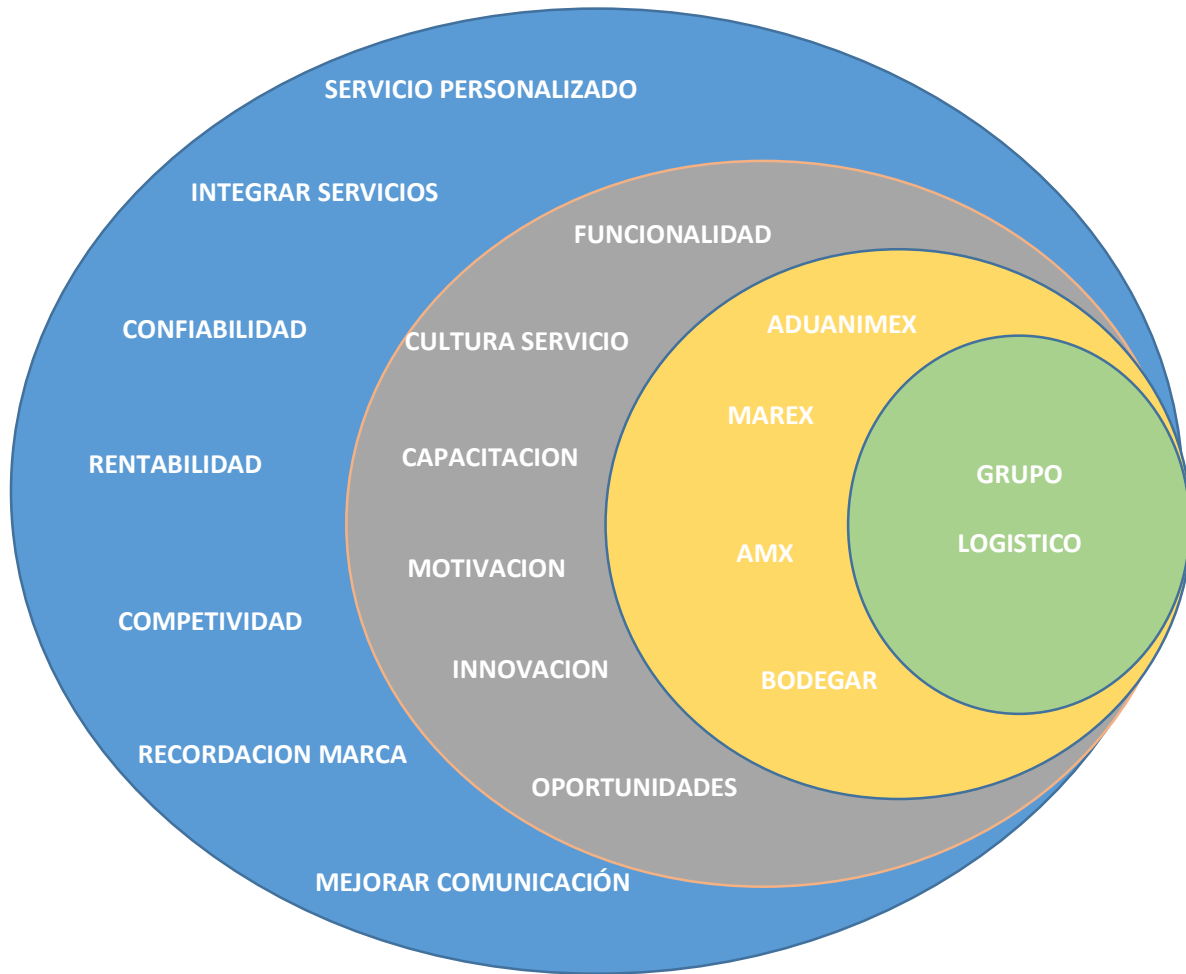 SERVICIO PERSONALIZADO
INTEGRAR SERVICIOS
CONFIABILIDAD
RENTABILIDAD
COMPETIVIDAD
RECORDACION MARCA
MEJORAR COMUNICACIÓN
FUNCIONALIDAD
CULTURA SERVICIO
CAPACITACION
MOTIVACION
INNOVACION
OPORTUNIDADES
ADUANIMEX
MAREX
AMX
BODEGAR
GRUPO
LOGISTICO